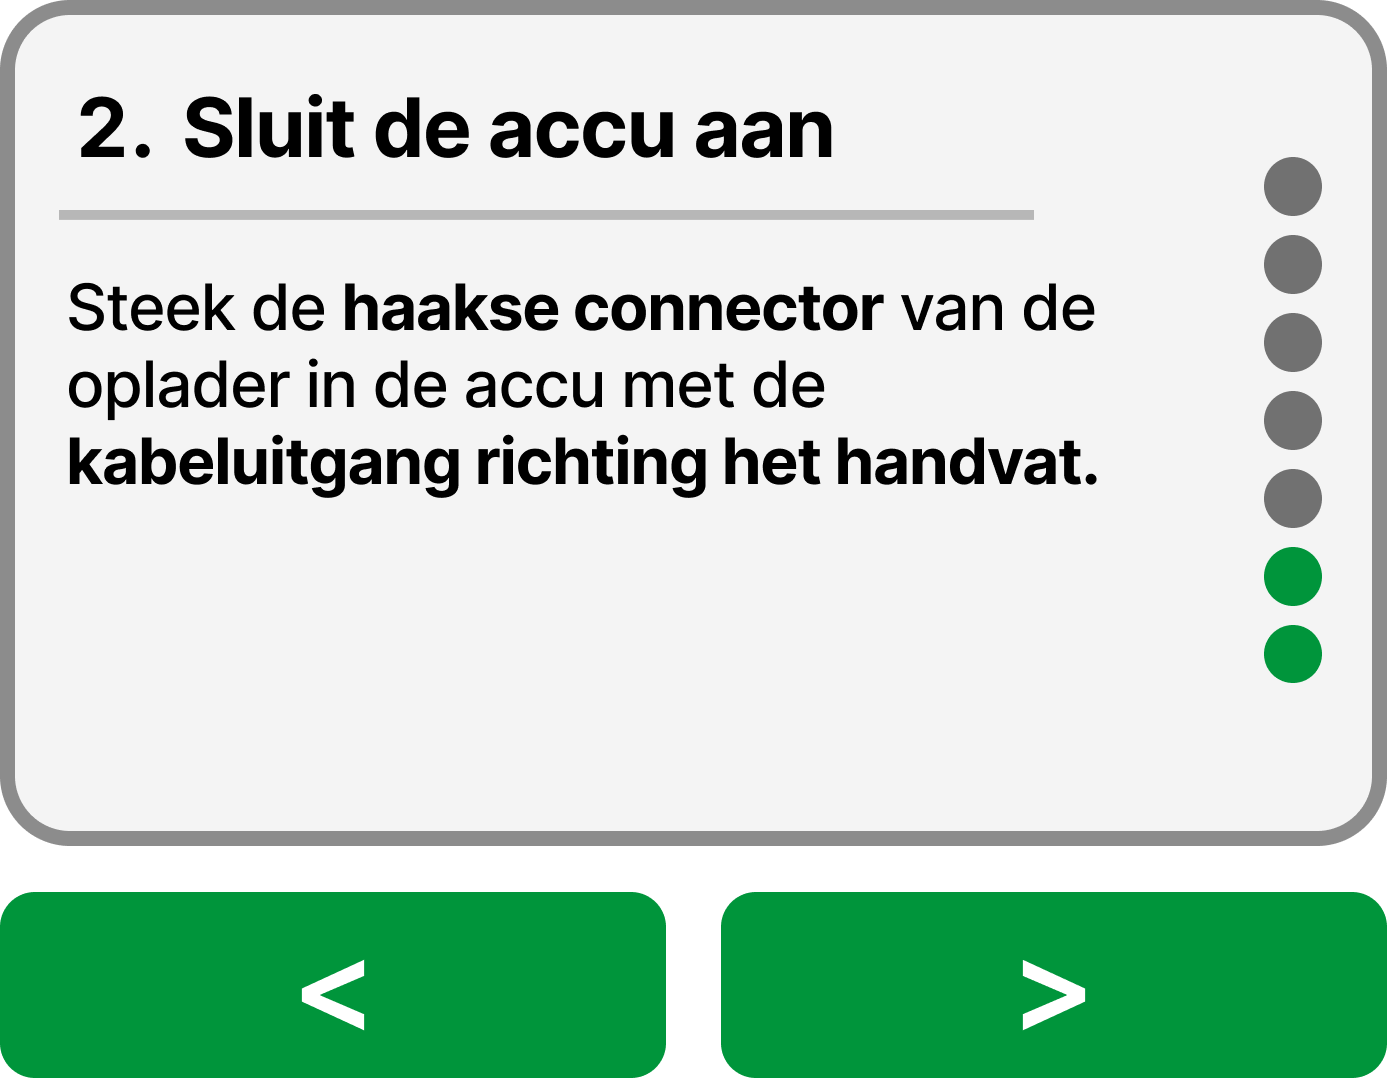 2. Sluit de accu aan
Steek de haakse connector van de
oplader in de accu met de
kabeluitgang richting het handvat.
< >